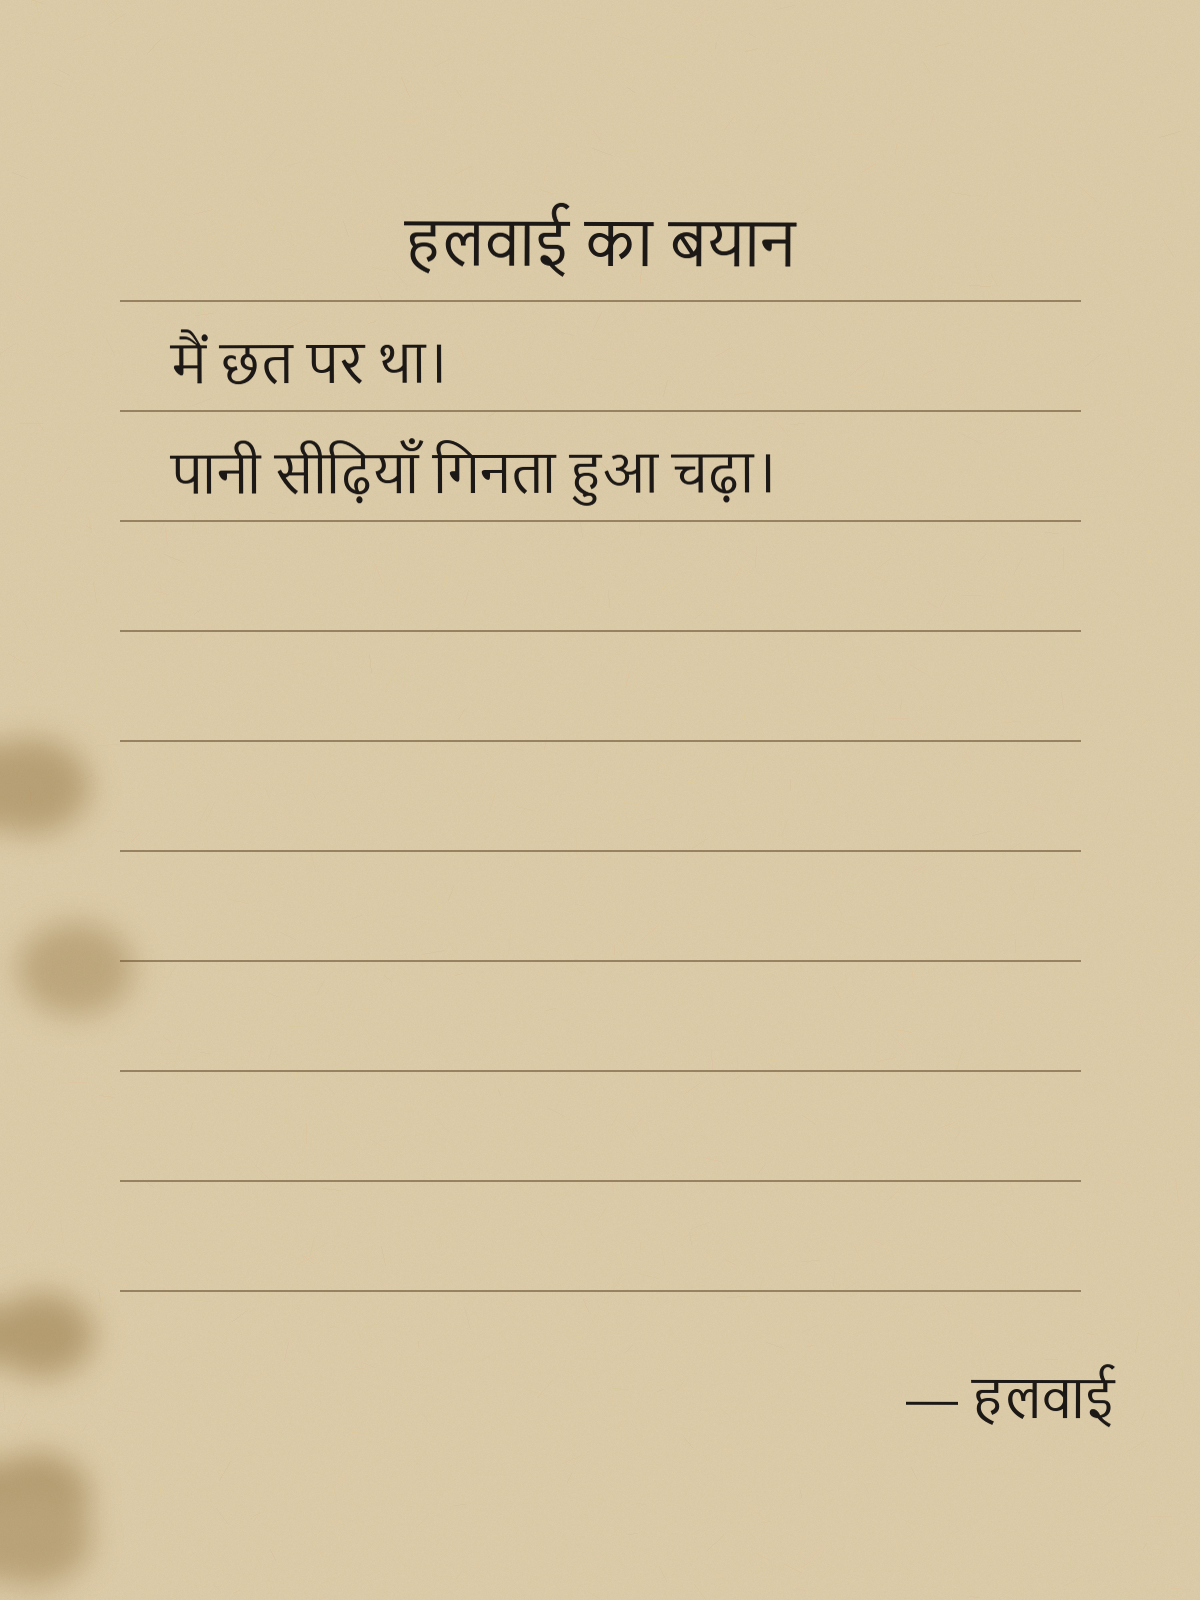 हलवाई का बयान
मैं छत पर था।
पानी सीढ़ियाँ गिनता हुआ चढ़ा।
— हलवाई